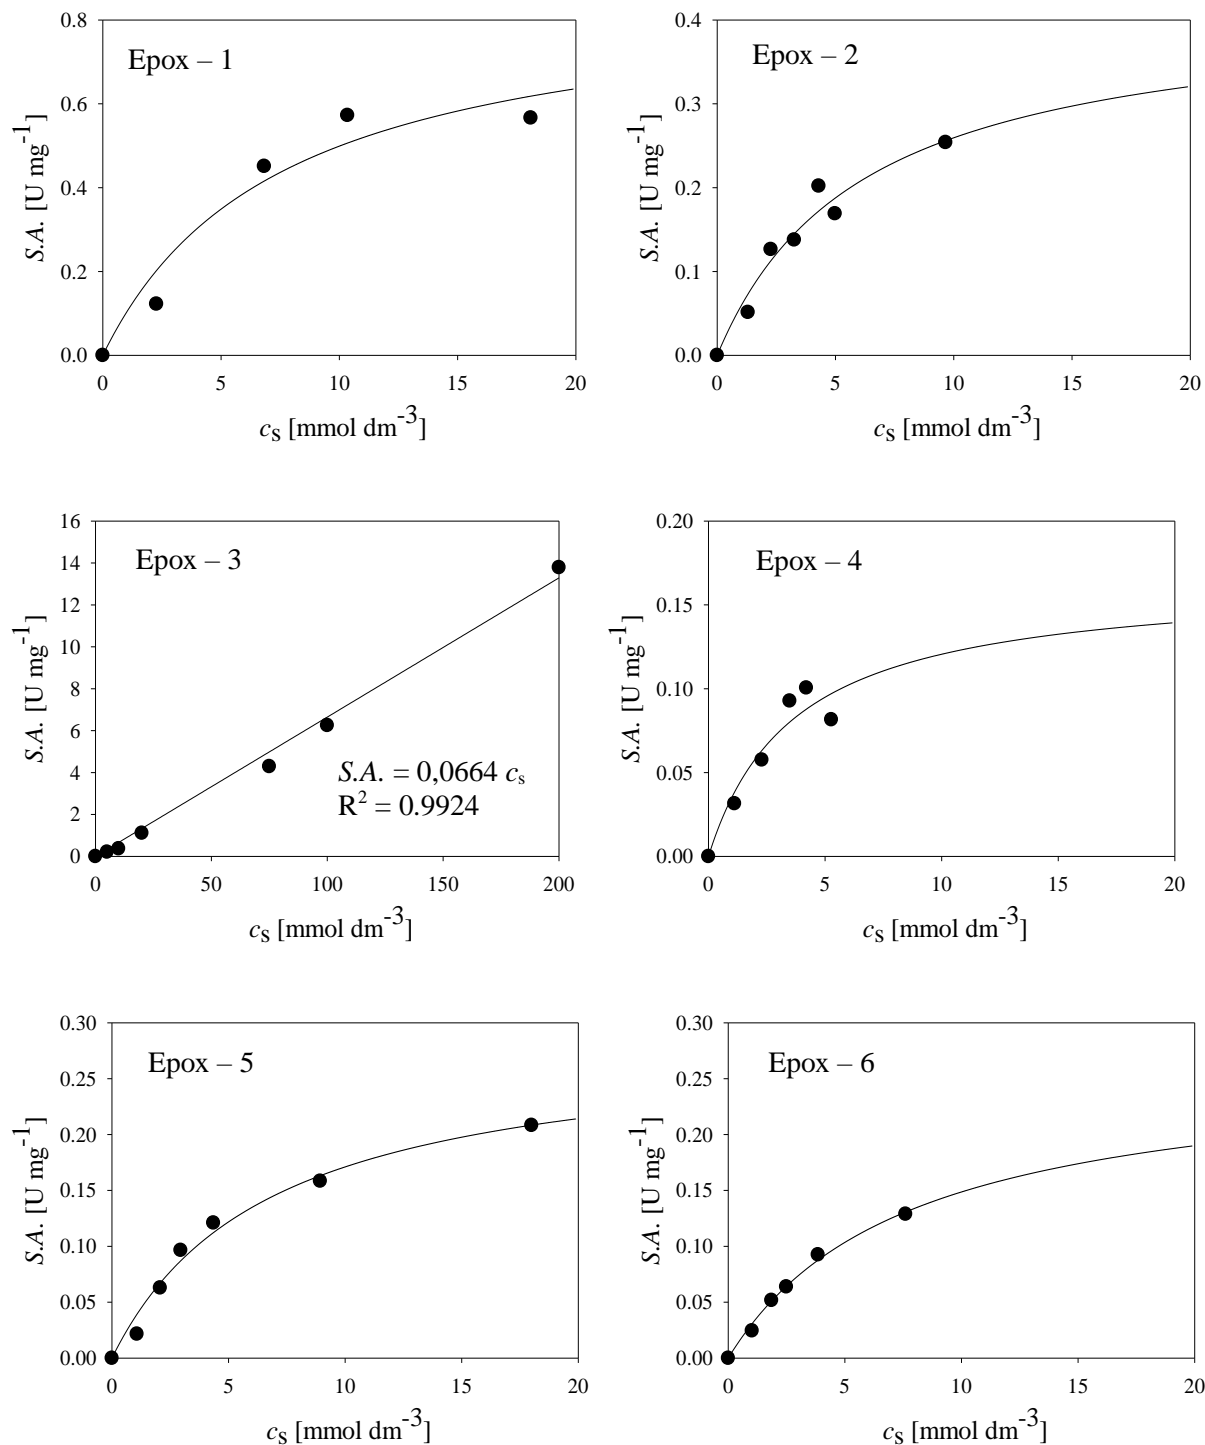 Epox – 1
S.A. [U mg-1]
0.8
0.6
0.4
0.2
0.0
0 5 10 15 20
cS [mmol dm-3]
Epox – 2
S.A. [U mg-1]
0.4
0.3
0.2
0.1
0.0
0 5 10 15 20
cS [mmol dm-3]
Epox – 3
S.A. [U mg-1]
16
14
12
10
8
6
4
2
0
S.A. = 0,0664 cs
R2 = 0.9924
0 50 100 150 200
cS [mmol dm-3]
Epox – 4
S.A. [U mg-1]
0.20
0.15
0.10
0.05
0.00
0 5 10 15 20
cS [mmol dm-3]
Epox – 5
S.A. [U mg-1]
0.30
0.25
0.20
0.15
0.10
0.05
0.00
0 5 10 15 20
cS [mmol dm-3]
Epox – 6
S.A. [U mg-1]
0.30
0.25
0.20
0.15
0.10
0.05
0.00
0 5 10 15 20
cS [mmol dm-3]